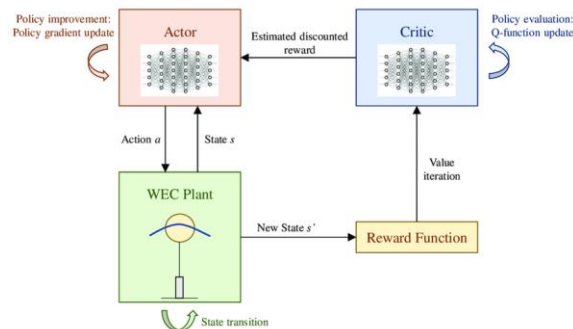 Policy improvement:
Policy gradient update
Actor
Estimated discounted
reward
Critic
Policy evaluation:
Q-function update
Action a
State s
Value
iteration
WEC Plant
New State s'
Reward Function
State transition